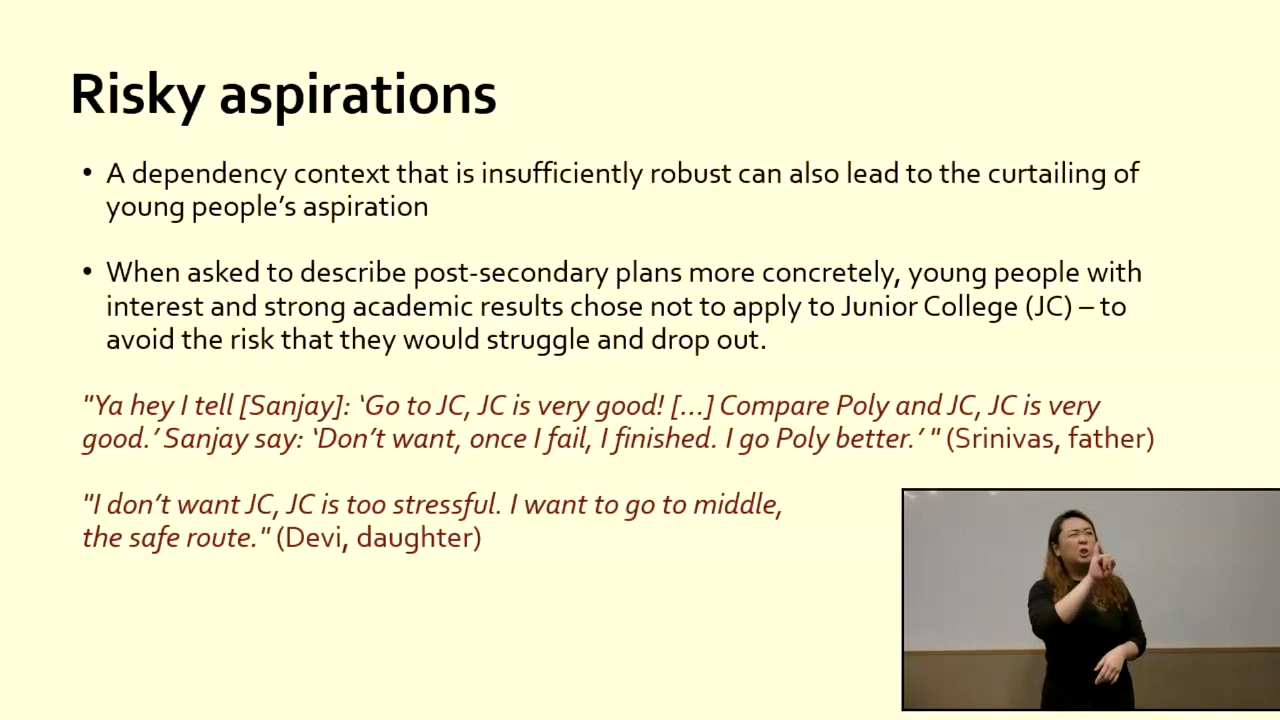 Risky aspirations
• A dependency context that is insufficiently robust can also lead to the curtailing of
young people’s aspiration
• When asked to describe post-secondary plans more concretely, young people with
interest and strong academic results chose not to apply to Junior College (JC) – to
avoid the risk that they would struggle and drop out.
"Ya hey I tell [Sanjay]: ‘Go to JC, JC is very good! [...] Compare Poly and JC, JC is very
good.’ Sanjay say: ‘Don’t want, once I fail, I finished. I go Poly better.’ " (Srinivas, father)
"I don’t want JC, JC is too stressful. I want to go to middle,
the safe route." (Devi, daughter)